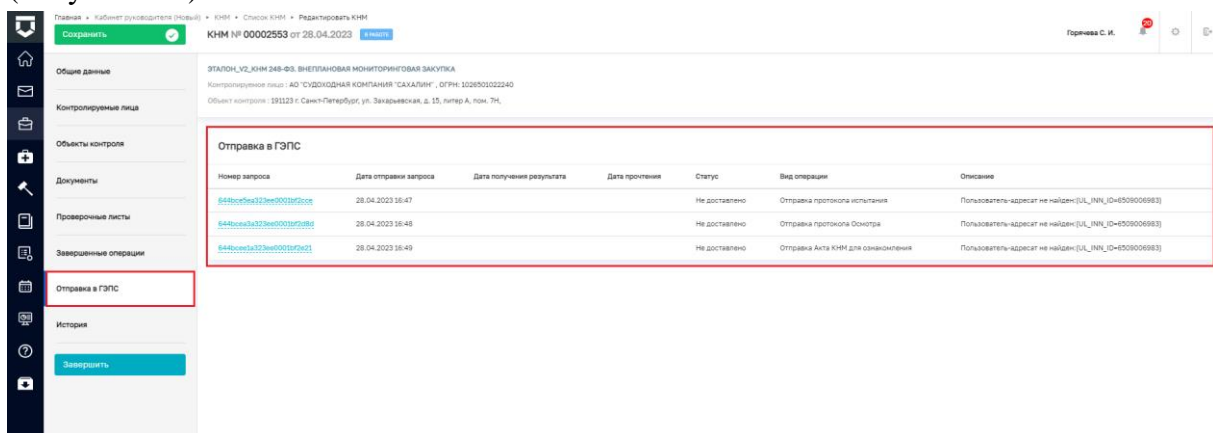 Главная • Кабинет руководителя (Новый) • КНМ • Список КНМ • Редактировать КНМ
Сохранить
КНМ № 00002553 от 28.04.2023 В РАБОТЕ
Горячева С. И.
20
Общие данные
Контролируемые лица
Объекты контроля
Документы
Проверочные листы
Завершенные операции
Отправка в ГЭПС
История
Завершить
ЭТАЛОН_V2_КНМ 248-ФЗ. ВНЕПЛАНОВАЯ МОНИТОРИНГОВАЯ ЗАКУПКА
Контролируемое лицо : АО "СУДОХОДНАЯ КОМПАНИЯ "САХАЛИН" , ОГРН: 1026501022240
Объект контроля : 191123 г. Санкт-Петербург, ул. Захарьевская, д. 15, литер А, пом. 7Н,
Отправка в ГЭПС
Номер запроса Дата отправки запроса Дата получения результата Дата прочтения Статус Вид операции Описание
644bce5ea323ee0001bf2cce 28.04.2023 16:47 Не доставлено Отправка протокола испытания Пользователь-адресат не найден:(UL_INN_ID=6509006983)
644bcea3a323ee0001bf2d8d 28.04.2023 16:48 Не доставлено Отправка протокола Осмотра Пользователь-адресат не найден:(UL_INN_ID=6509006983)
644bcee1a323ee0001bf2e21 28.04.2023 16:49 Не доставлено Отправка Акта КНМ для ознакомления Пользователь-адресат не найден:(UL_INN_ID=6509006983)